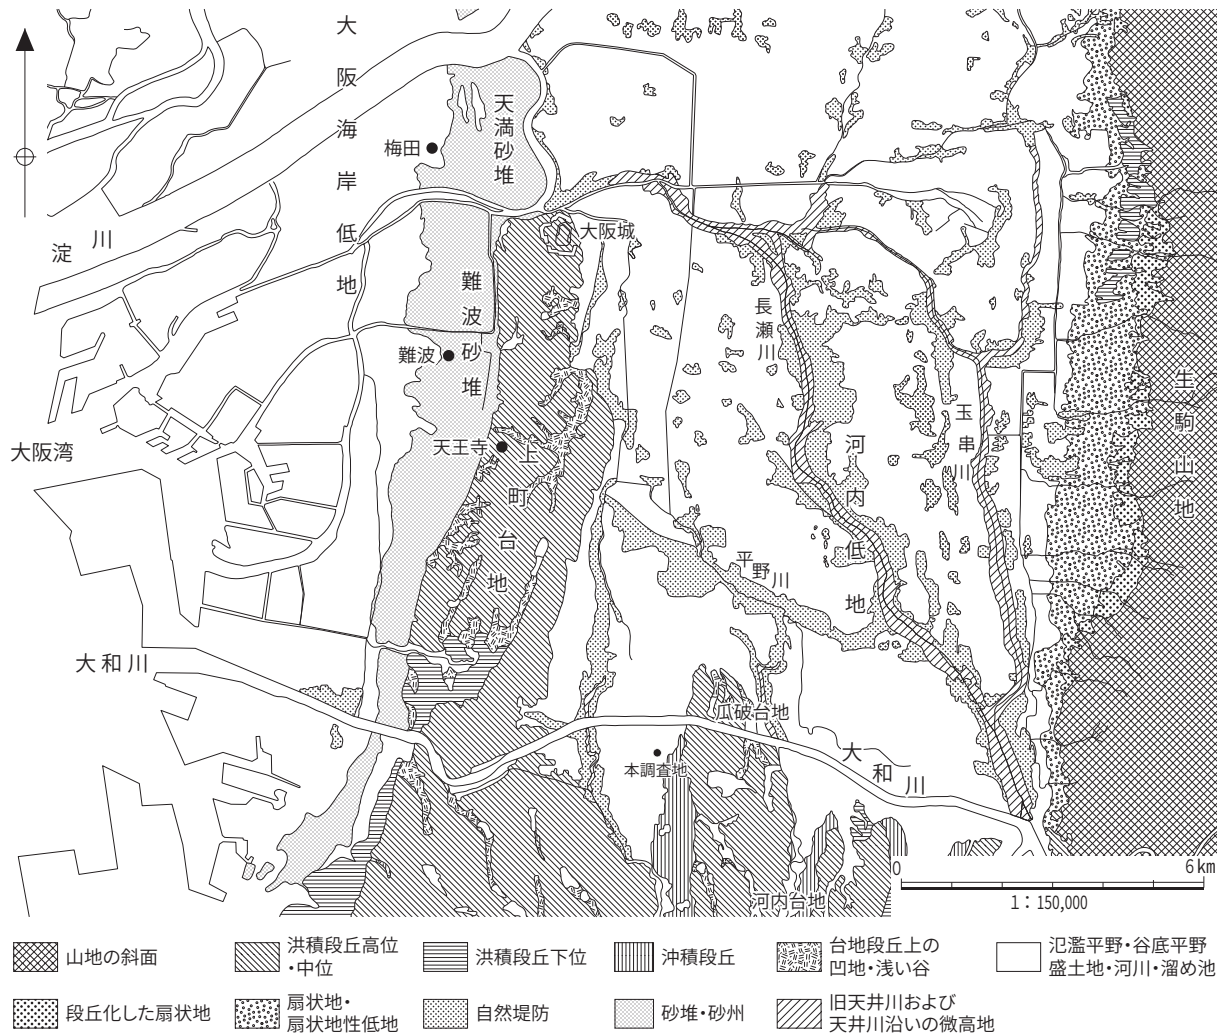 大阪海岸低地
天満砂堆
梅田
淀川
大阪城
難波砂堆
長瀬川
難波
生駒山地
玉串川
大阪湾
天王寺
上町台地
河内低地
平野川
大和川
瓜破台地
大和川
本調査地
河内台地
0
6km
1：150,000
山地の斜面
洪積段丘高位
・中位
洪積段丘下位
沖積段丘
台地段丘上の
凹地・浅い谷
氾濫平野・谷底平野
盛土地・河川・溜め池
段丘化した扇状地
扇状地・
扇状地性低地
自然堤防
砂堆・砂州
旧天井川および
天井川沿いの微高地